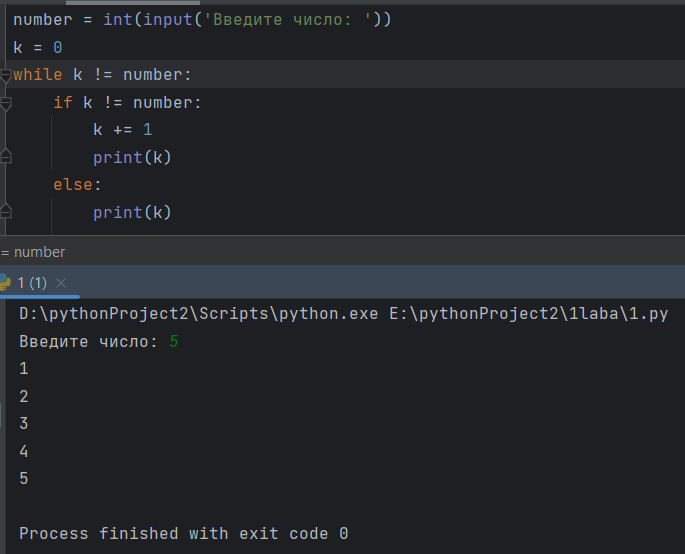 number = int(input('Введите число: '))
k = 0
while k != number:
    if k != number:
        k += 1
        print(k)
    else:
        print(k)
= number
1 (1)
D:\pythonProject2\Scripts\python.exe E:\pythonProject2\1laba\1.py
Введите число: 5
1
2
3
4
5
Process finished with exit code 0